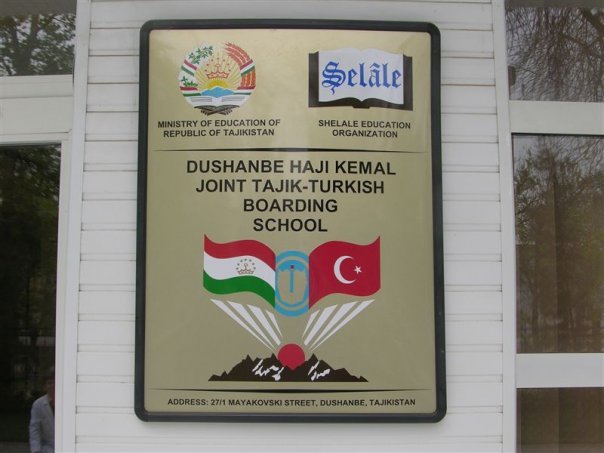 Şelâle
MINISTRY OF EDUCATION OF
REPUBLIC OF TAJIKISTAN
SHELALE EDUCATION
ORGANIZATION
DUSHANBE HAJI KEMAL
JOINT TAJIK-TURKISH
BOARDING
SCHOOL
ADDRESS: 27/1 MAYAKOVSKI STREET, DUSHANBE, TAJIKISTAN